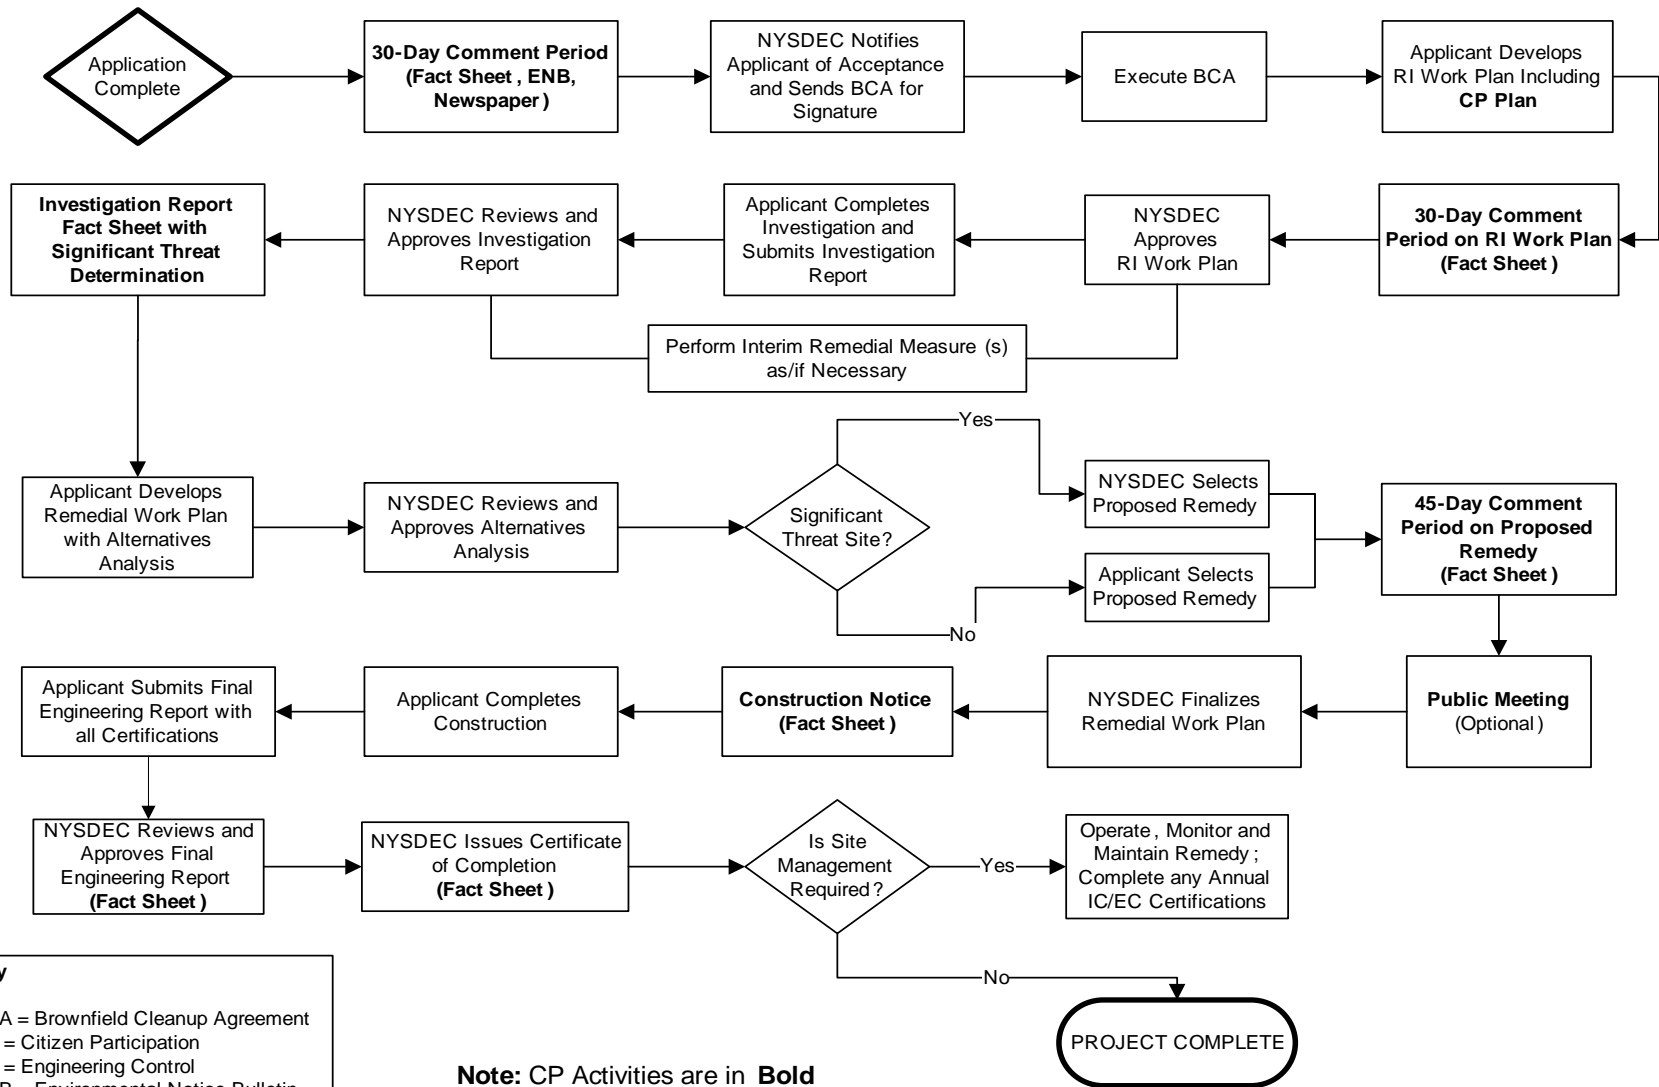 Application
Complete
30-Day Comment Period
(Fact Sheet, ENB,
Newspaper)
NYSDEC Notifies
Applicant of Acceptance
and Sends BCA for
Signature
Execute BCA
Applicant Develops
RI Work Plan Including
CP Plan
30-Day Comment
Period on RI Work Plan
(Fact Sheet)
NYSDEC
Approves
RI Work Plan
Applicant Completes
Investigation and
Submits Investigation
Report
NYSDEC Reviews and
Approves Investigation
Report
Investigation Report
Fact Sheet with
Significant Threat
Determination
Perform Interim Remedial Measure (s)
as/if Necessary
Applicant Develops
Remedial Work Plan
with Alternatives
Analysis
NYSDEC Reviews and
Approves Alternatives
Analysis
Significant
Threat Site?
Yes
NYSDEC Selects
Proposed Remedy
No
Applicant Selects
Proposed Remedy
45-Day Comment
Period on Proposed
Remedy
(Fact Sheet)
Public Meeting
(Optional)
NYSDEC Finalizes
Remedial Work Plan
Construction Notice
(Fact Sheet)
Applicant Completes
Construction
Applicant Submits Final
Engineering Report with
all Certifications
NYSDEC Reviews and
Approves Final
Engineering Report
(Fact Sheet)
NYSDEC Issues Certificate
of Completion
(Fact Sheet)
Is Site
Management
Required?
Yes
Operate, Monitor and
Maintain Remedy;
Complete any Annual
IC/EC Certifications
No
PROJECT COMPLETE
y
A = Brownfield Cleanup Agreement
= Citizen Participation
= Engineering Control
B = Environmental Notice Bulletin
Note: CP Activities are in Bold